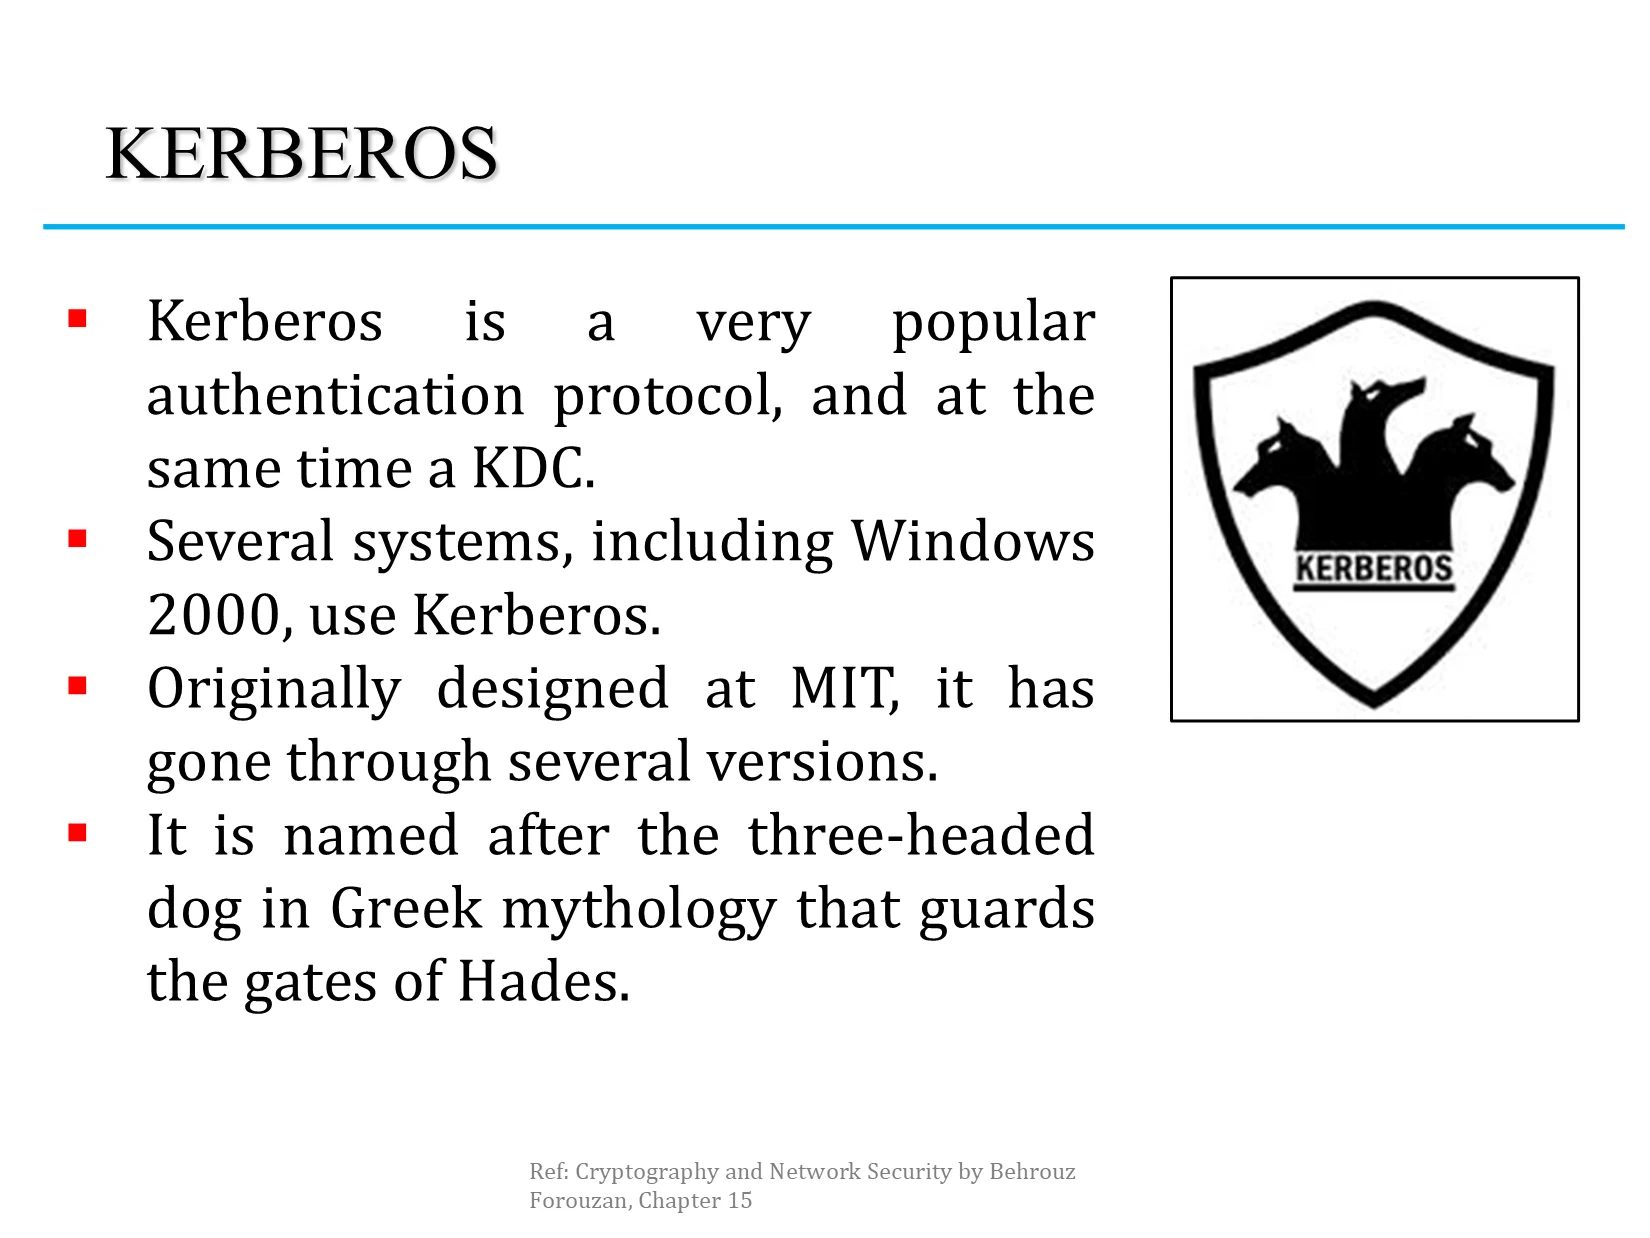 KERBEROS
Kerberos is a very popular
authentication protocol, and at the
same time a KDC.
Several systems, including Windows
2000, use Kerberos.
Originally designed at MIT, it has
gone through several versions.
It is named after the three-headed
dog in Greek mythology that guards
the gates of Hades.
KERBEROS
Ref: Cryptography and Network Security by Behrouz
Forouzan, Chapter 15